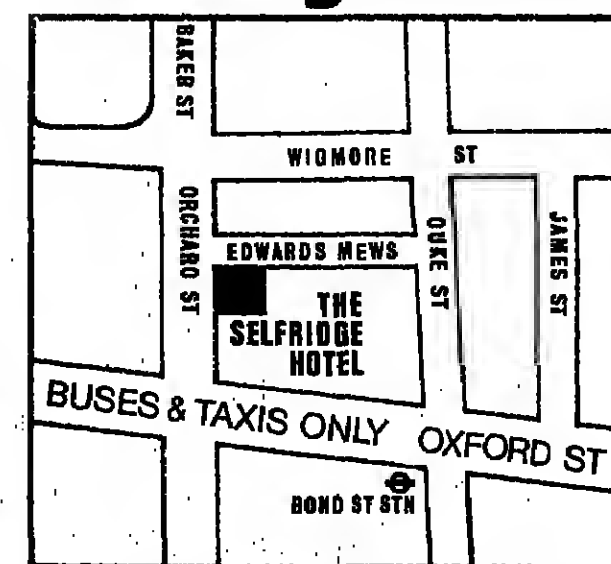 BAKER ST
WIGMORE ST
ORCHARD ST
EDWARDS MEWS
DUKE ST
JAMES ST
THE
SELFRIDGE
HOTEL
BUSES & TAXIS ONLY OXFORD ST
BOND ST STN